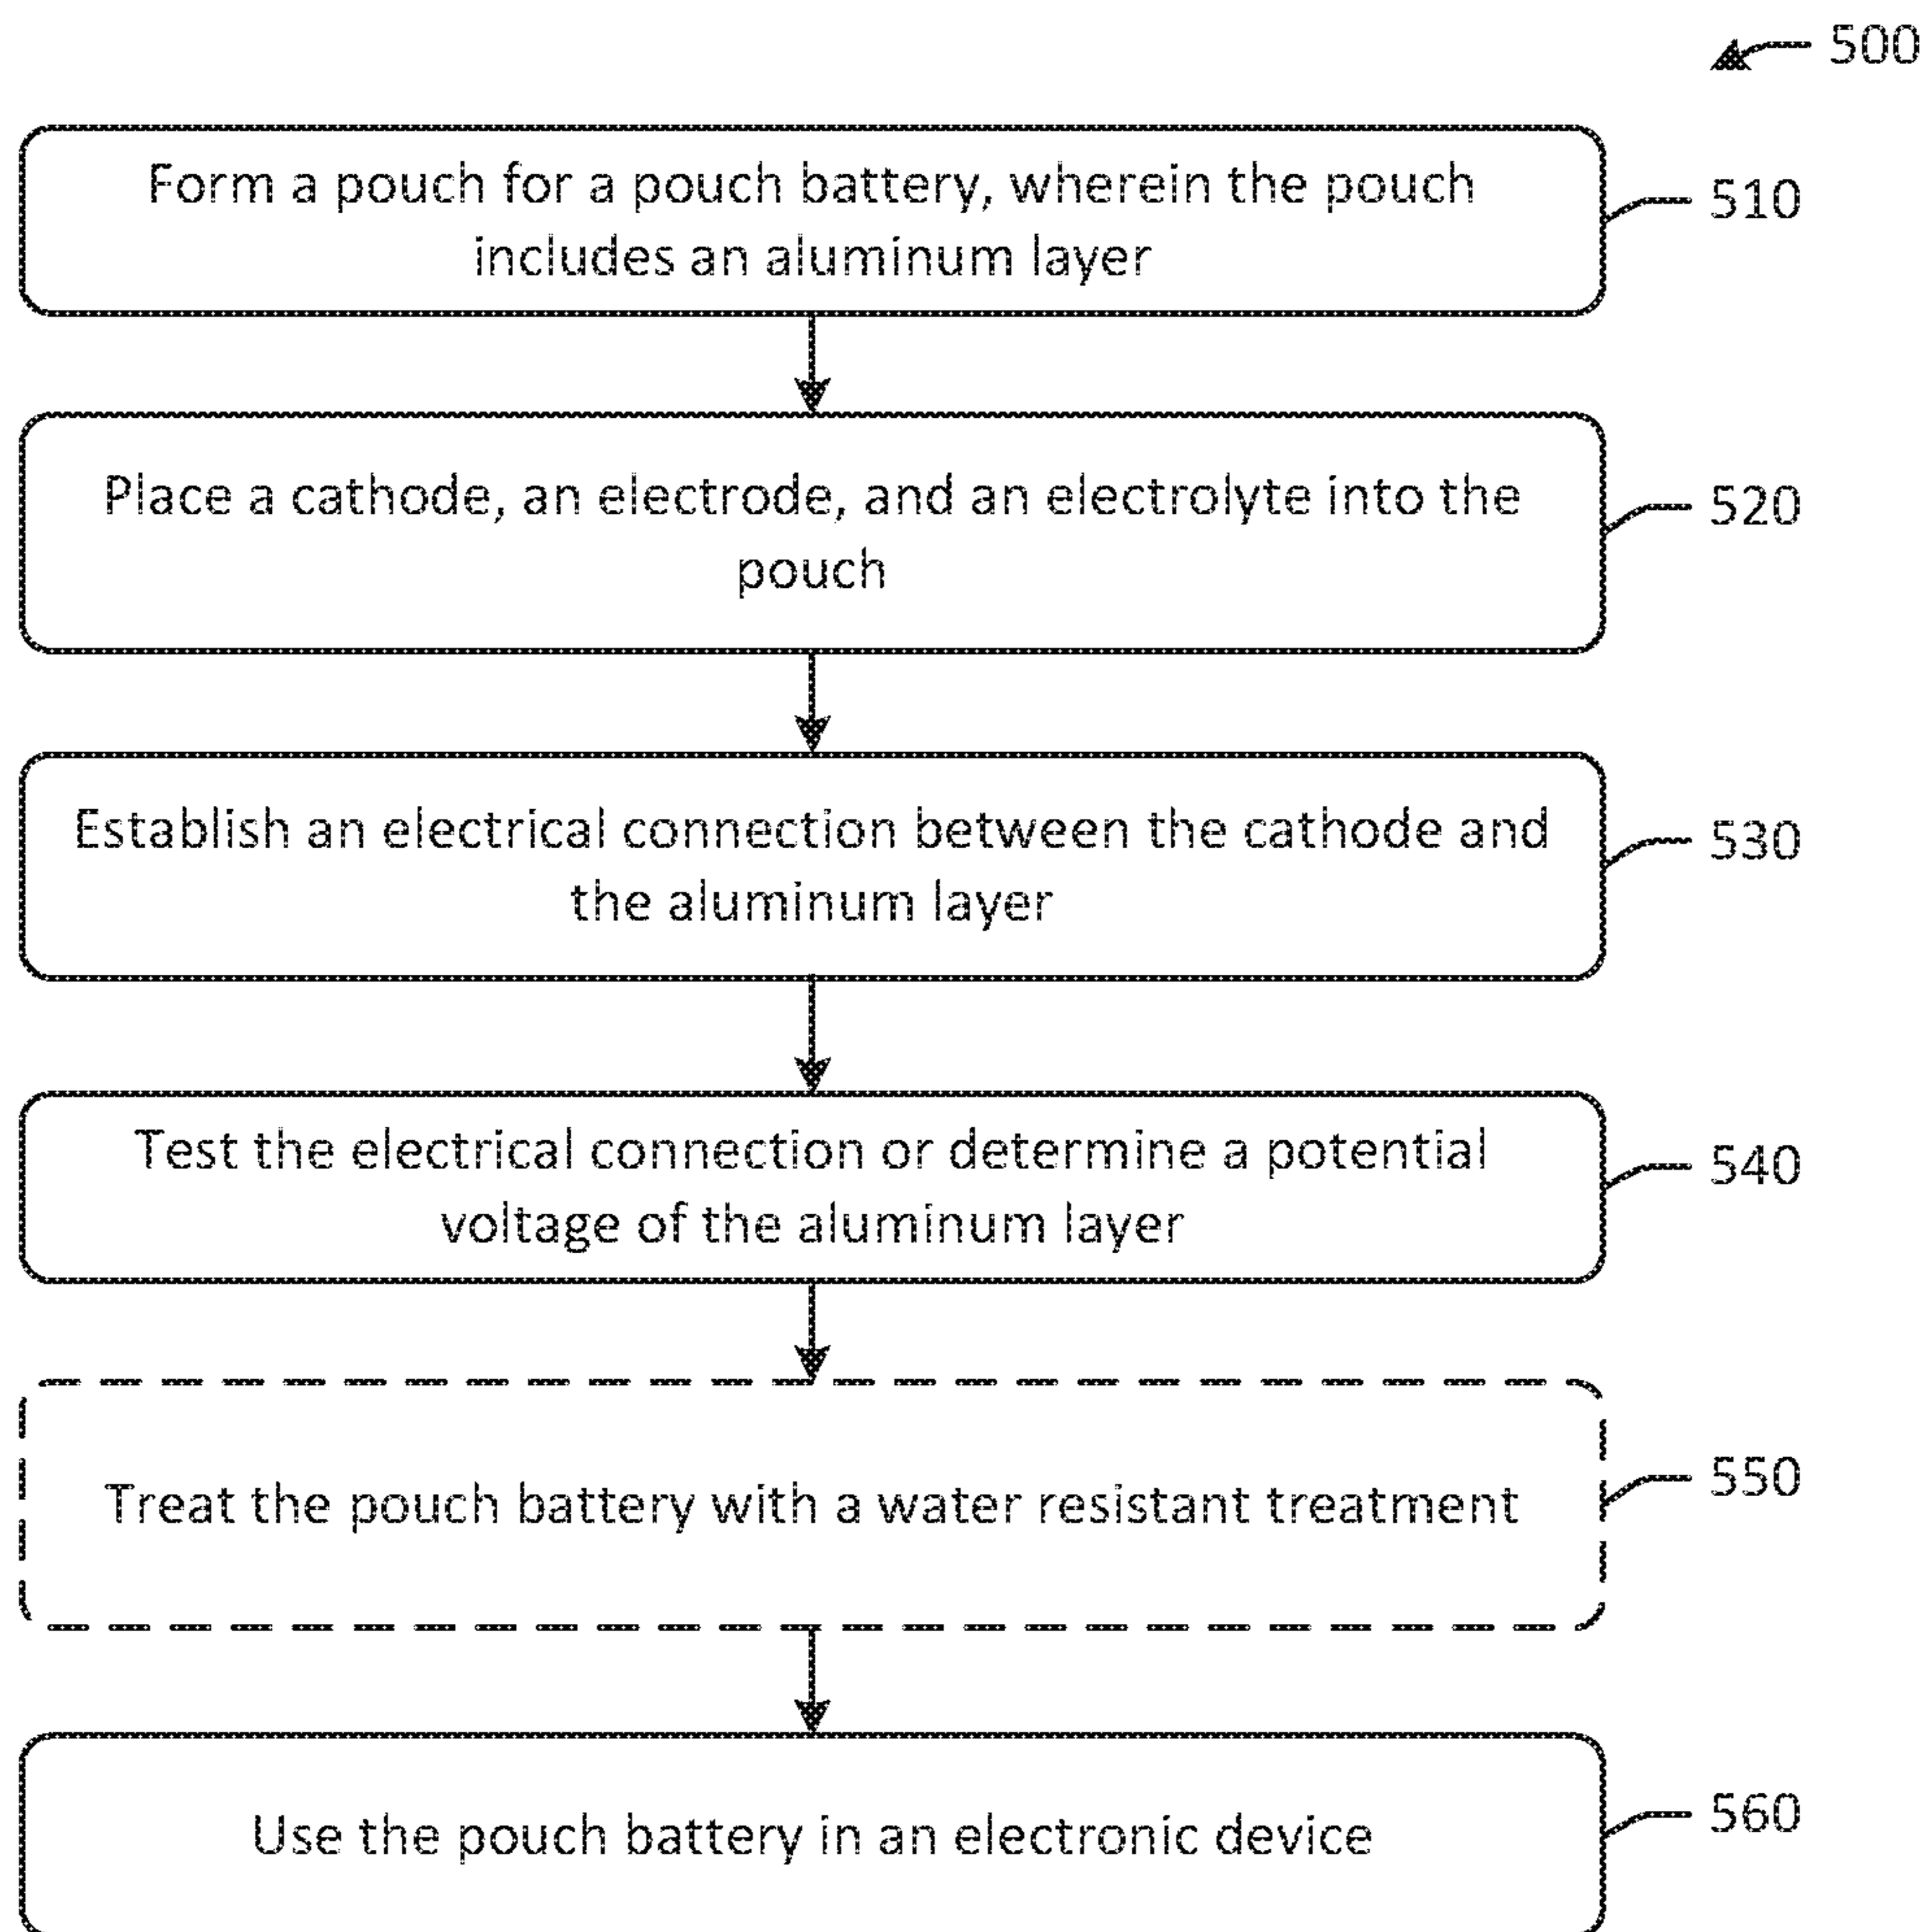 500
Form a pouch for a pouch battery, wherein the pouch
includes an aluminum layer
510
Place a cathode, an electrode, and an electrolyte into the
pouch
520
Establish an electrical connection between the cathode and
the aluminum layer
530
Test the electrical connection or determine a potential
voltage of the aluminum layer
540
Treat the pouch battery with a water resistant treatment
550
Use the pouch battery in an electronic device
560